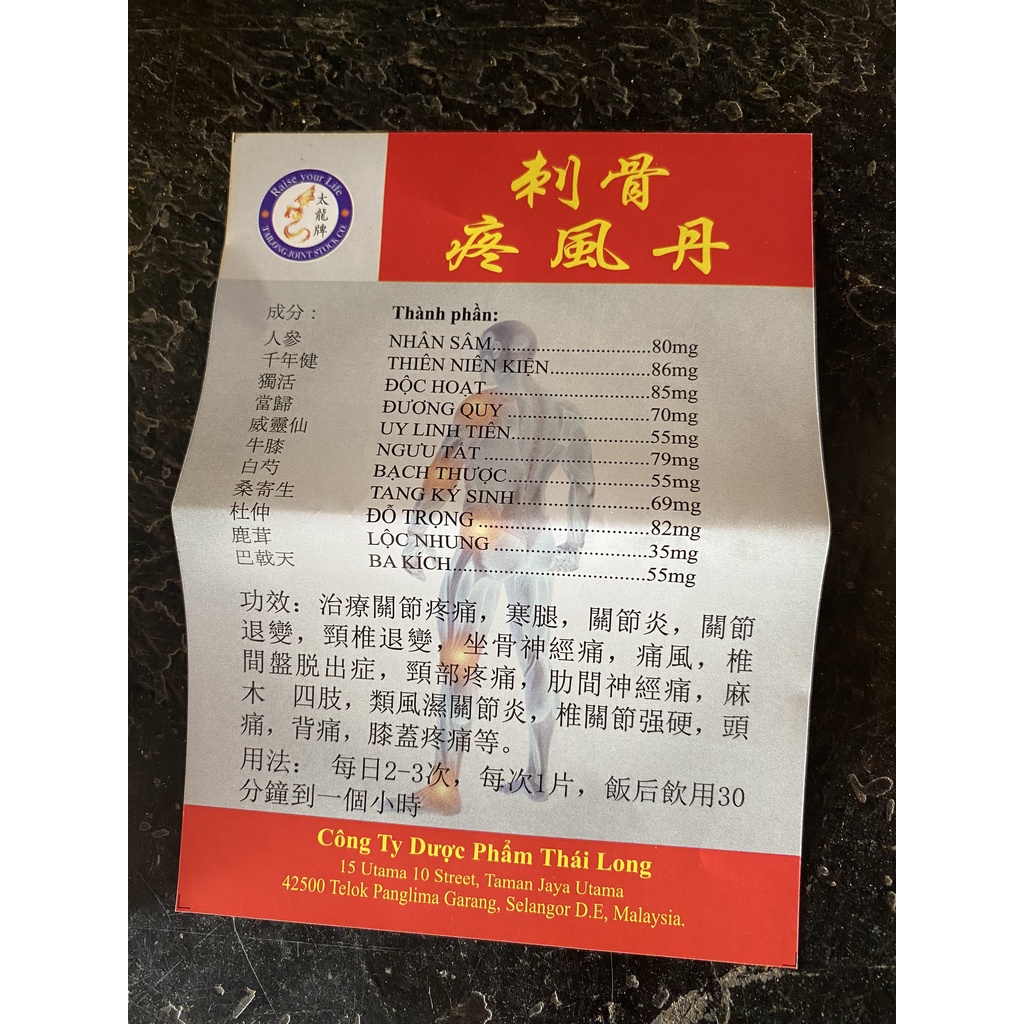 Raise your Life
太龍牌
TAILONG JOINT STOCK CO.
刺骨
疼風丹
成分：
Thành phần:
人參 NHÂN SÂM..............................80mg
千年健 THIÊN NIÊN KIỆN...................86mg
獨活 ĐỘC HOẠT...............................85mg
當歸 ĐƯƠNG QUY ...........................70mg
威靈仙 UY LINH TIÊN..........................55mg
牛膝 NGƯU TẤT................................79mg
白芍 BẠCH THƯỢC..........................55mg
桑寄生 TANG KÝ SINH.........................69mg
杜仲 ĐỖ TRỌNG ................................82mg
鹿茸 LỘC NHUNG .............................35mg
巴戟天 BA KÍCH....................................55mg
功效：治療關節疼痛，寒腿，關節炎，關節
退變，頸椎退變，坐骨神經痛，痛風，椎
間盤脱出症，頸部疼痛，肋間神經痛，麻
木 四肢，類風濕關節炎，椎關節强硬，頭
痛，背痛，膝蓋疼痛等。
用法： 每日2-3次，每次1片，飯后飲用30
分鐘到一個小時
Công Ty Dược Phẩm Thái Long
15 Utama 10 Street, Taman Jaya Utama
42500 Telok Panglima Garang, Selangor D.E, Malaysia.